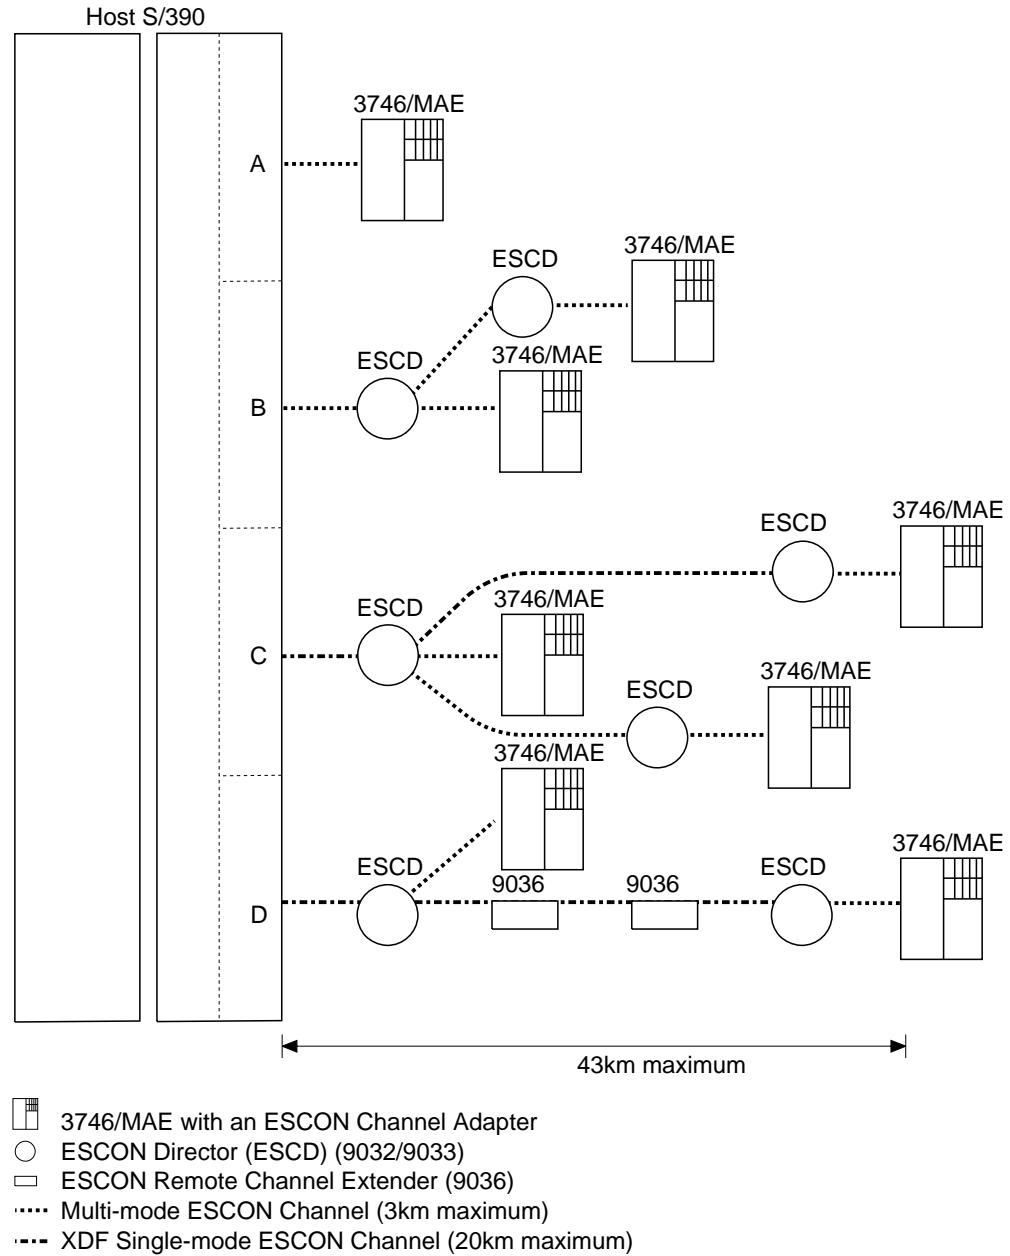 Host S/390
3746/MAE
A
3746/MAE
ESCD
3746/MAE
ESCD
B
3746/MAE
ESCD
3746/MAE
ESCD
C
3746/MAE
ESCD
3746/MAE
3746/MAE
ESCD
ESCD
9036
9036
D
43km maximum
3746/MAE with an ESCON Channel Adapter
ESCON Director (ESCD) (9032/9033)
ESCON Remote Channel Extender (9036)
Multi-mode ESCON Channel (3km maximum)
XDF Single-mode ESCON Channel (20km maximum)